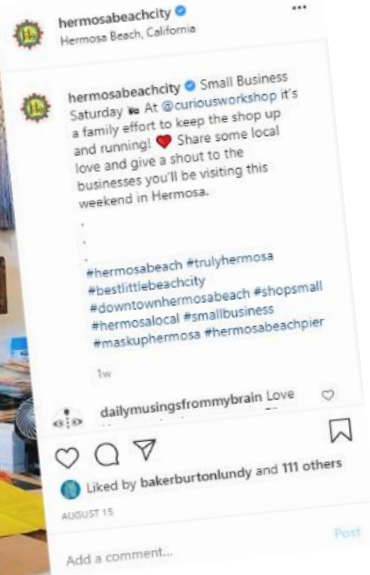 hermosabeachcity
Hermosa Beach, California
hermosabeachcity Small Business
Saturday At @curiousworkshop it's
a family effort to keep the shop up
and running! ❤️ Share some local
love and give a shout to the
businesses you'll be visiting this
weekend in Hermosa.
.
.
.
#hermosabeach #trulyhermosa
#bestlittlebeachcity
#downtownhermosabeach #shopsmall
#hermosalocal #smallbusiness
#maskuphermosa #hermosabeachpier
1w
dailymusingsfrommybrain Love
Liked by bakerburtonlundy and 111 others
AUGUST 15
Add a comment...
Post